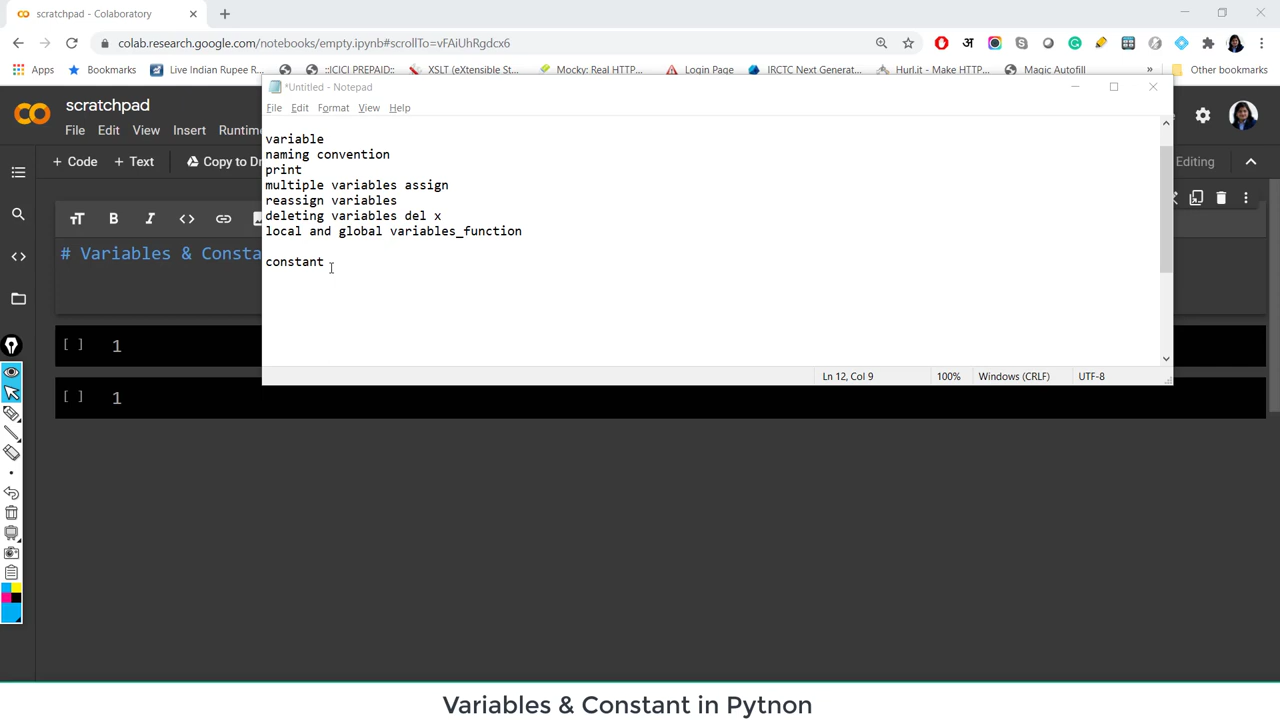 scratchpad - Colaboratory
colab.research.google.com/notebooks/empty.ipynb#scrollTo=vFAiUhRgdcx6
Apps Bookmarks Live Indian Rupee R... ::ICICI PREPAID:: XSLT (eXtensible St... Mocky: Real HTTP... Login Page IRCTC Next Generat... Hurl.it - Make HTTP... Magic Autofill » Other bookmarks
*Untitled - Notepad
scratchpad
File Edit Format View Help
File Edit View Insert Runtime
variable
naming convention
+ Code + Text Copy to Dr Editing
print
multiple variables assign
reassign variables
deleting variables del x
local and global variables_function
# Variables & Consta
constant
[ ] 1
Ln 12, Col 9 100% Windows (CRLF) UTF-8
[ ] 1
Variables & Constant in Pytnon